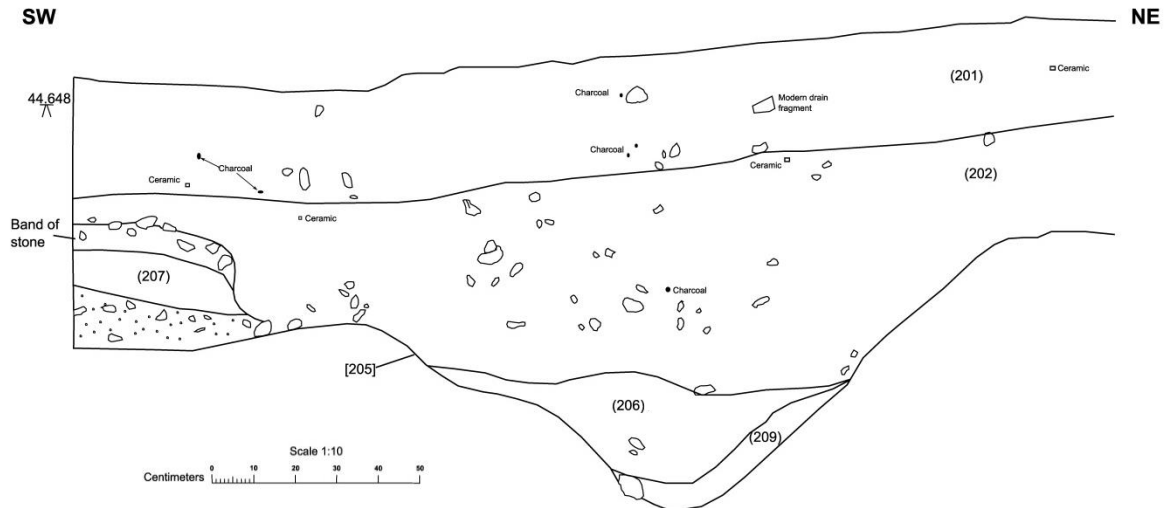 SW
NE
(201)
Ceramic
44.648
Charcoal
Modern drain
fragment
Charcoal
Charcoal
Ceramic
Ceramic
(202)
Ceramic
Band of
stone
(207)
Charcoal
[205]
(206)
(209)
Scale 1:10
Centimeters
0 10 20 30 40 50